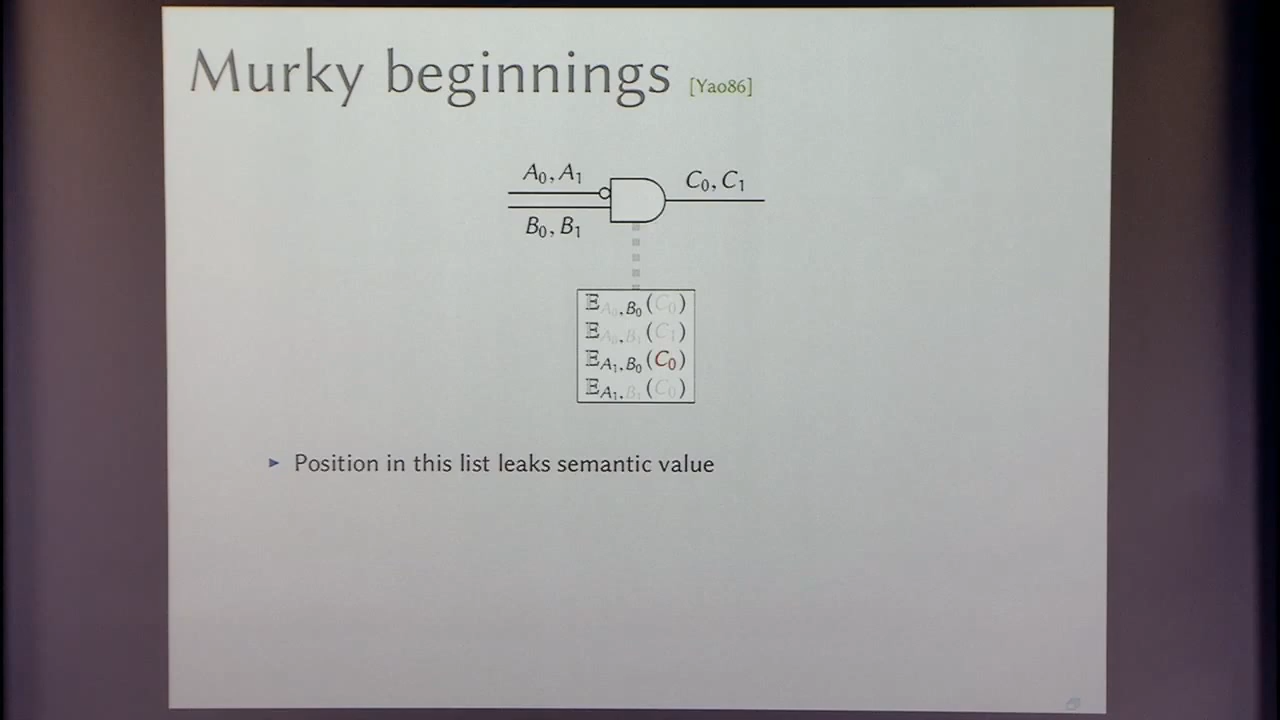 Murky beginnings [Yao86]
A₀, A₁
C₀, C₁
B₀, B₁
𝔼A₀,B₀(C₀)
𝔼A₀,B₁(C₁)
𝔼A₁,B₀(C₀)
𝔼A₁,B₁(C₀)
► Position in this list leaks semantic value